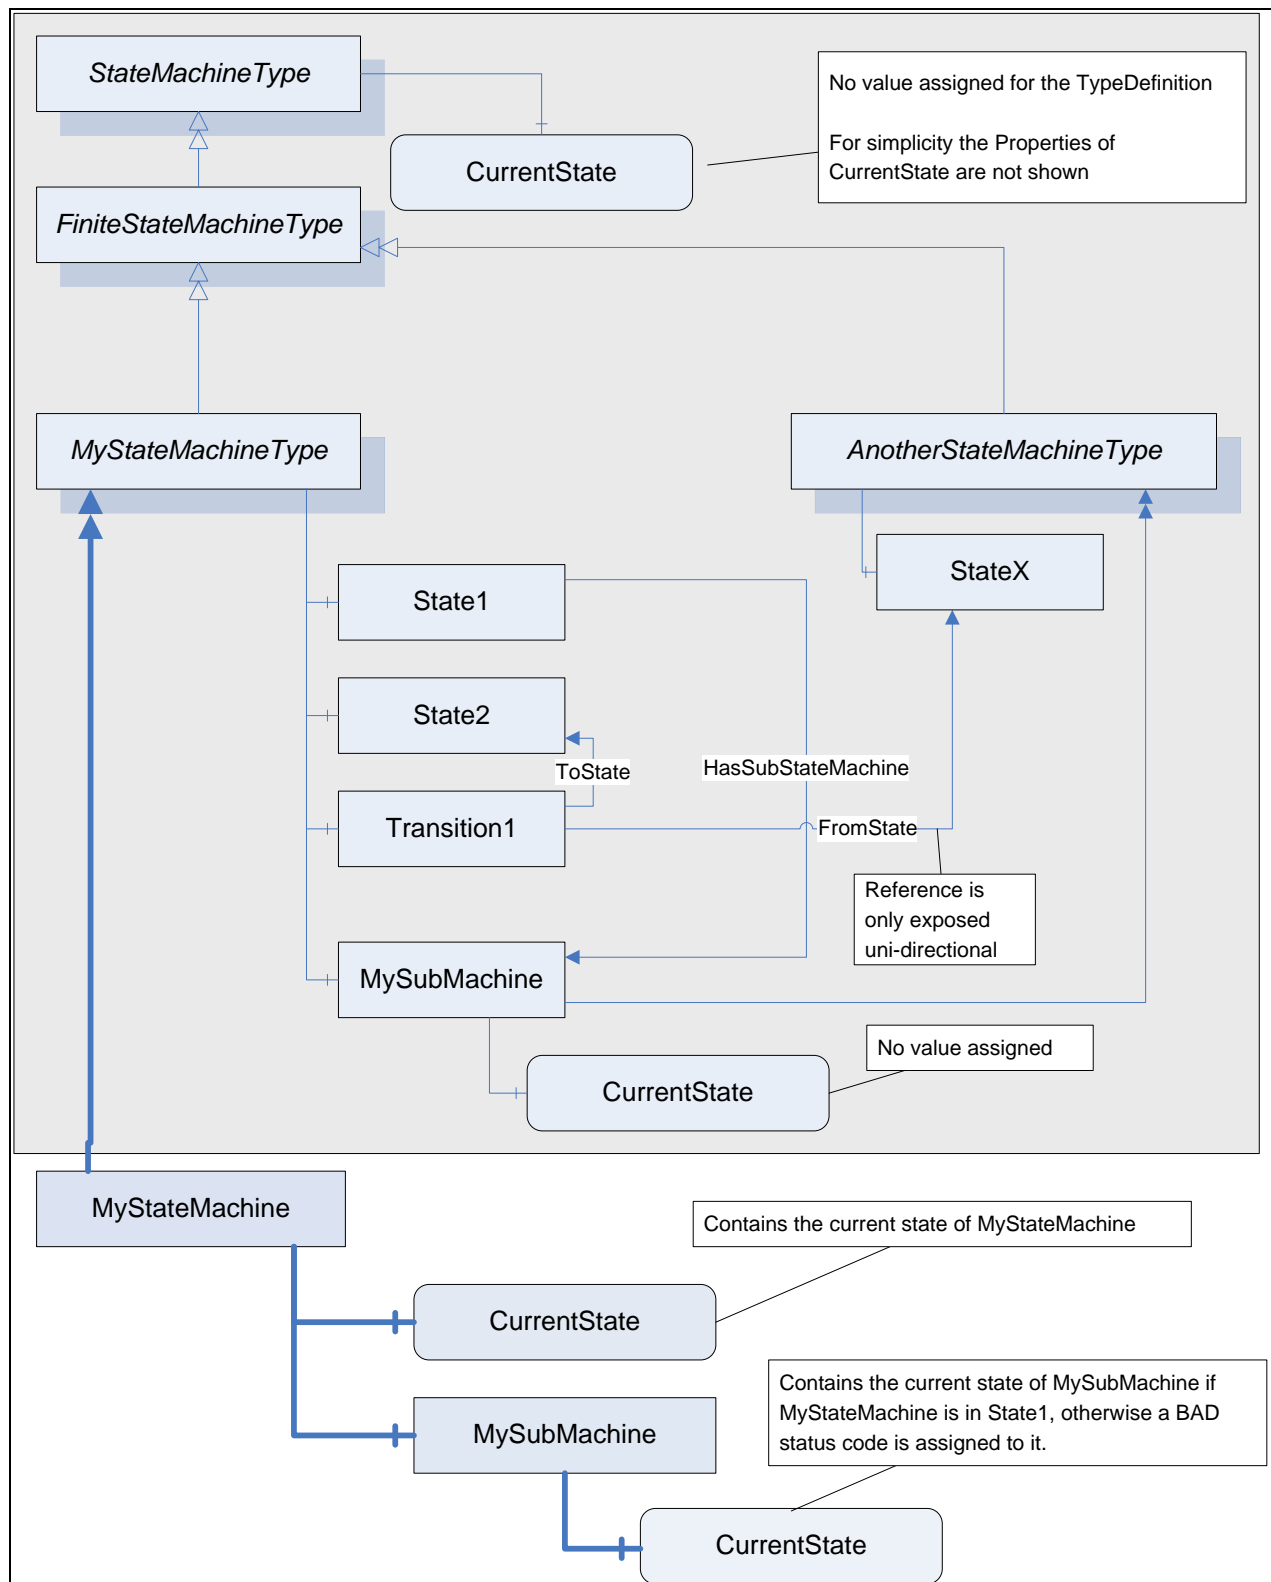 StateMachineType
No value assigned for the TypeDefinition
For simplicity the Properties of
CurrentState are not shown
CurrentState
FiniteStateMachineType
MyStateMachineType
AnotherStateMachineType
StateX
State1
State2
ToState
HasSubStateMachine
Transition1
FromState
Reference is
only exposed
uni-directional
MySubMachine
No value assigned
CurrentState
MyStateMachine
Contains the current state of MyStateMachine
CurrentState
Contains the current state of MySubMachine if
MyStateMachine is in State1, otherwise a BAD
status code is assigned to it.
MySubMachine
CurrentState